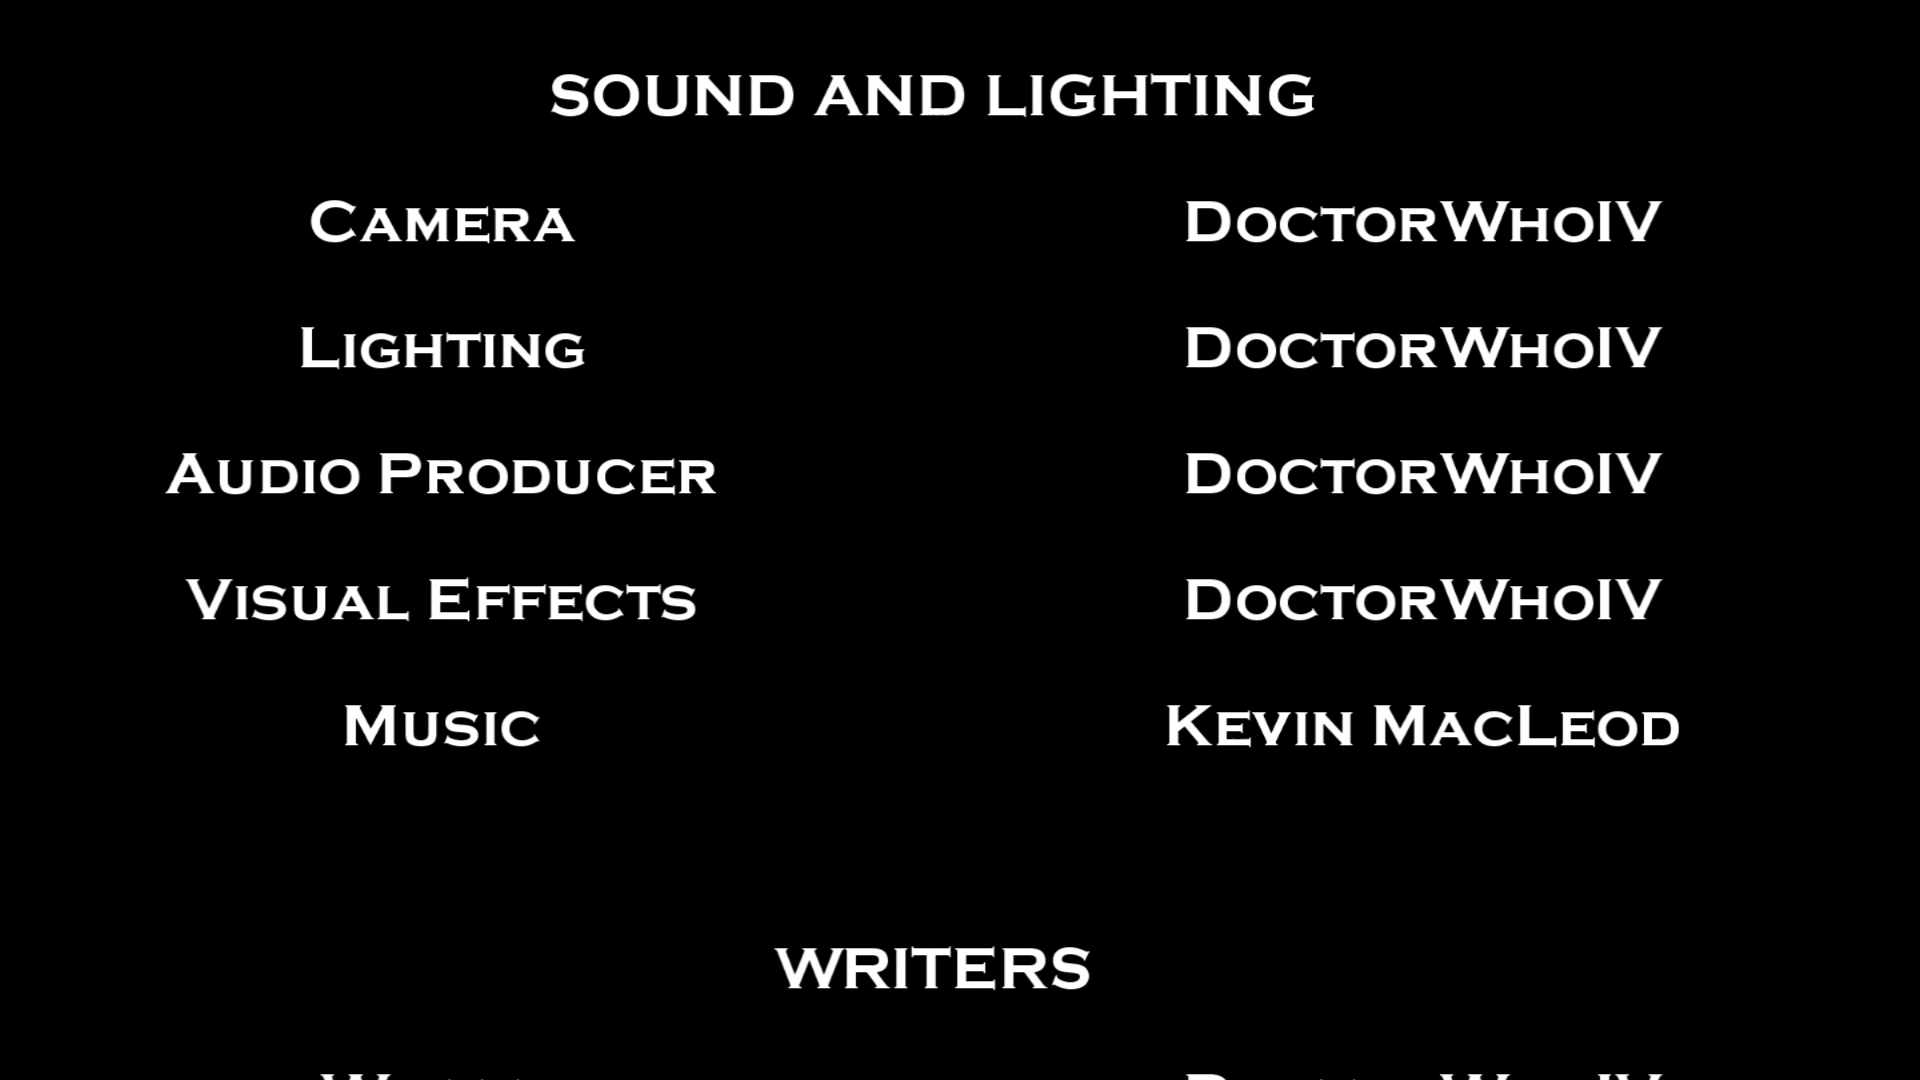 SOUND AND LIGHTING
Camera DoctorWhoIV
Lighting DoctorWhoIV
Audio Producer DoctorWhoIV
Visual Effects DoctorWhoIV
Music Kevin MacLeod
WRITERS